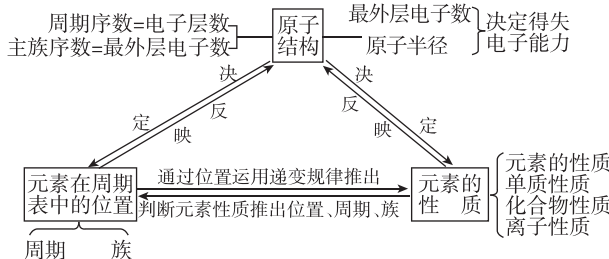 周期序数=电子层数
主族序数=最外层电子数
原子
结构
最外层电子数
原子半径
决定得失
电子能力
决
定
反
映
决
定
反
映
元素在周期
表中的位置
周期 族
通过位置运用递变规律推出
判断元素性质推出位置、周期、族
元素的
性 质
元素的性质
单质性质
化合物性质
离子性质